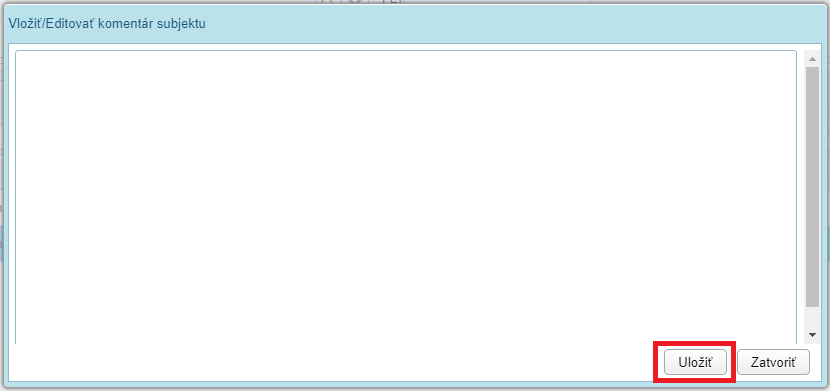 Vložiť/Editovať komentár subjektu
Uložiť
Zatvoriť